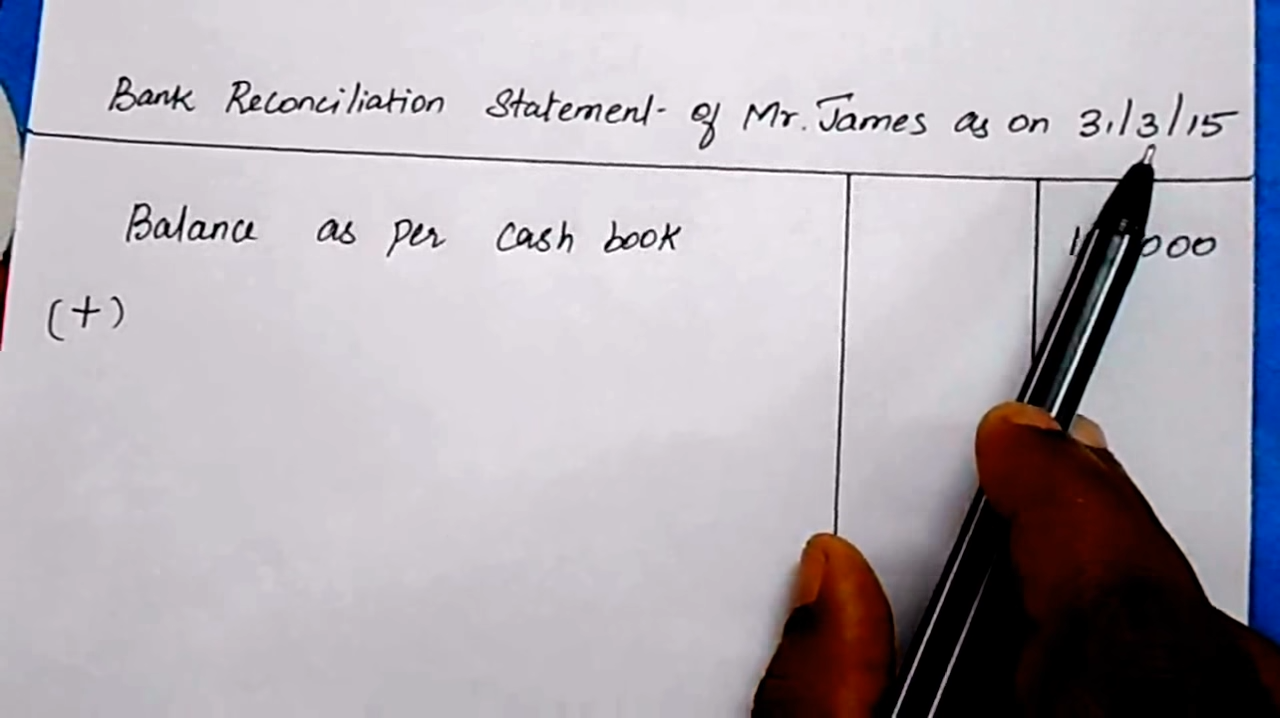 Bank Reconciliation Statement of Mr. James as on 31/3/15
Balance as per cash book
(+)